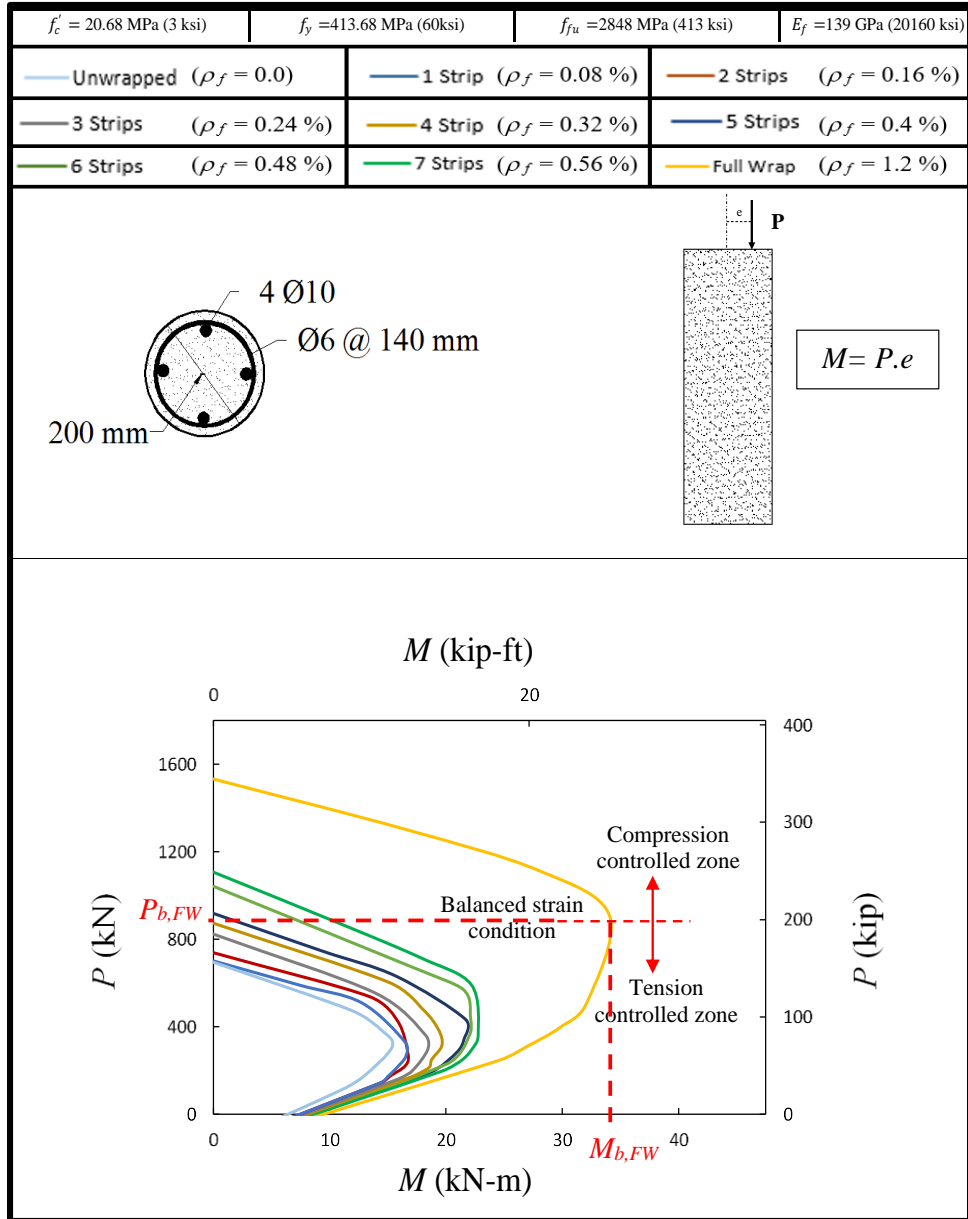 f'c = 20.68 MPa (3 ksi)
fy =413.68 MPa (60ksi)
ffu =2848 MPa (413 ksi)
Ef =139 GPa (20160 ksi)
Unwrapped (ρf = 0.0)
1 Strip (ρf = 0.08 %)
2 Strips (ρf = 0.16 %)
3 Strips (ρf = 0.24 %)
4 Strip (ρf = 0.32 %)
5 Strips (ρf = 0.4 %)
6 Strips (ρf = 0.48 %)
7 Strips (ρf = 0.56 %)
Full Wrap (ρf = 1.2 %)
e
P
4 Ø10
Ø6 @ 140 mm
200 mm
M= P.e
M (kip-ft)
0 20
1600
1200
800
400
0
P (kN)
Pb,FW
Balanced strain
condition
Compression
controlled zone
Tension
controlled zone
400
300
200
100
0
P (kip)
0 10 20 30 40
Mb,FW
M (kN-m)